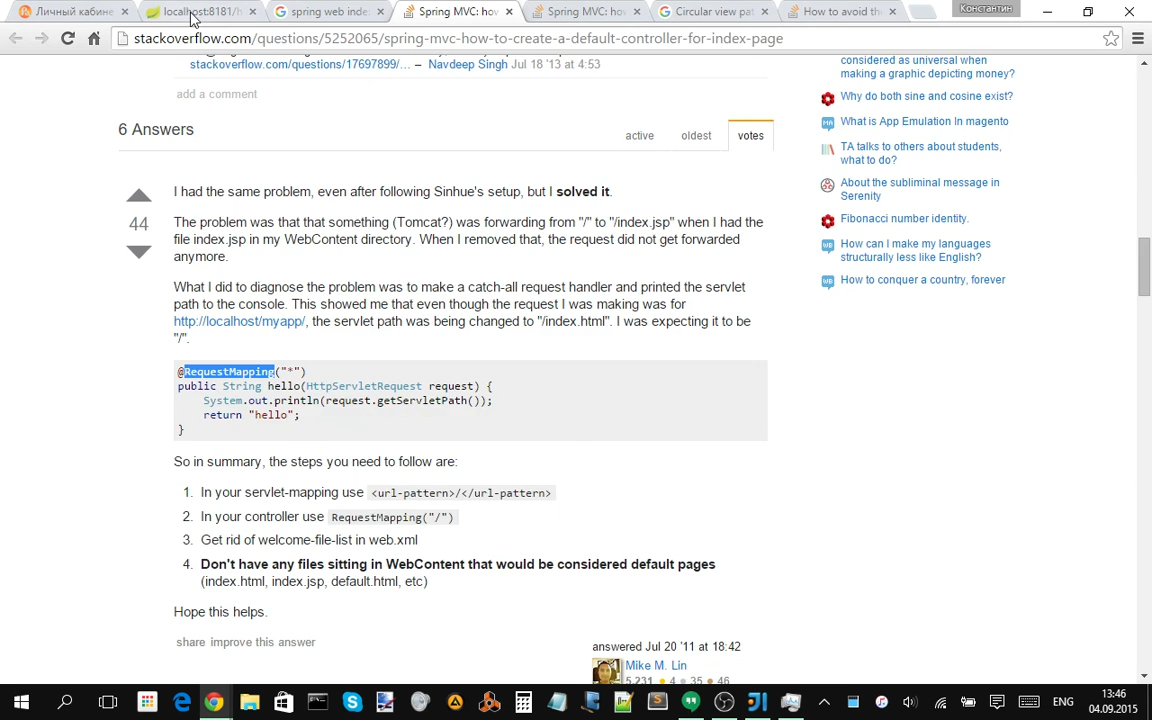 Личный кабине
localhost:8181/h
spring web inde
Spring MVC: hov
Spring MVC: hov
Circular view pat
How to avoid the
Константин
stackoverflow.com/questions/5252065/spring-mvc-how-to-create-a-default-controller-for-index-page
stackoverflow.com/questions/17697899/... – Navdeep Singh Jul 18 '13 at 4:53
add a comment
6 Answers
active oldest votes
I had the same problem, even after following Sinhue's setup, but I solved it.
44
The problem was that that something (Tomcat?) was forwarding from "/" to "/index.jsp" when I had the
file index.jsp in my WebContent directory. When I removed that, the request did not get forwarded
anymore.
What I did to diagnose the problem was to make a catch-all request handler and printed the servlet
path to the console. This showed me that even though the request I was making was for
http://localhost/myapp/, the servlet path was being changed to "/index.html". I was expecting it to be
"/".
@RequestMapping("*")
public String hello(HttpServletRequest request) {
System.out.println(request.getServletPath());
return "hello";
}
So in summary, the steps you need to follow are:
1. In your servlet-mapping use <url-pattern>/</url-pattern>
2. In your controller use RequestMapping("/")
3. Get rid of welcome-file-list in web.xml
4. Don't have any files sitting in WebContent that would be considered default pages
(index.html, index.jsp, default.html, etc)
Hope this helps.
share improve this answer
answered Jul 20 '11 at 18:42
Mike M. Lin
5,231 4 35 46
considered as universal when
making a graphic depicting money?
Why do both sine and cosine exist?
What is App Emulation In magento
TA talks to others about students,
what to do?
About the subliminal message in
Serenity
Fibonacci number identity.
How can I make my languages
structurally less like English?
How to conquer a country, forever
ENG
13:46
04.09.2015